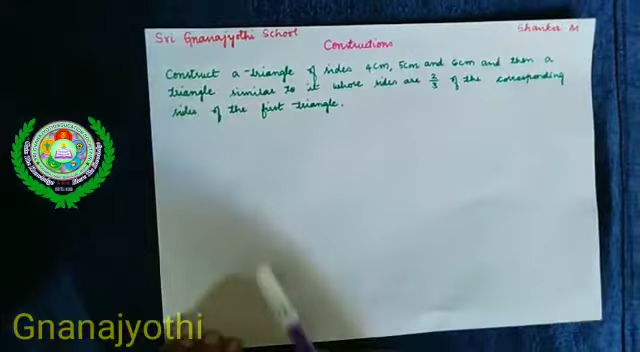 Sri Gnanajyothi School
Shankar M
Constructions
Construct a triangle of sides 4cm, 5cm and 6cm and then a
triangle similar to it whose sides are 2/3 of the corresponding
sides of the first triangle.
Gnanajyothi